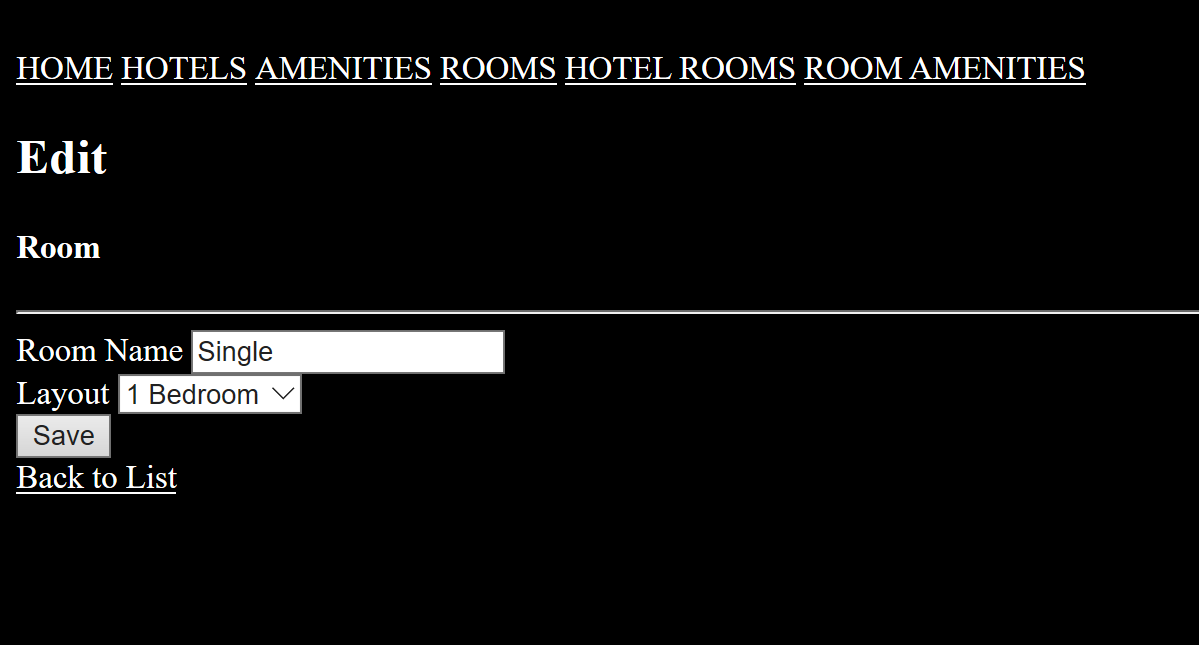 HOME HOTELS AMENITIES ROOMS HOTEL ROOMS ROOM AMENITIES
Edit
Room
Room Name Single
Layout 1 Bedroom
Save
Back to List